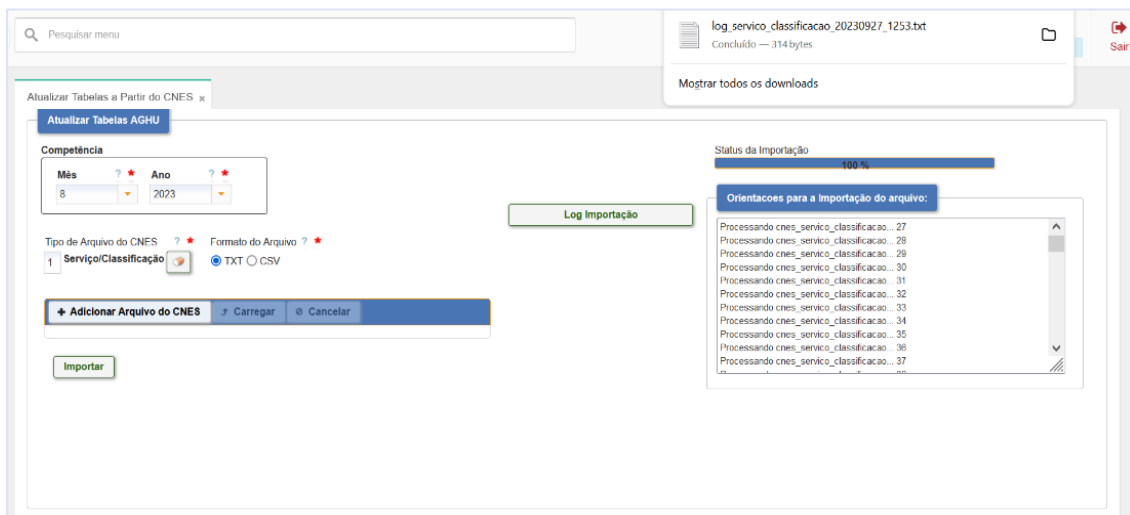 Pesquisar menu
log_servico_classificacao_20230927_1253.txt
Concluído — 314 bytes
Mostrar todos os downloads
Sair
Atualizar Tabelas a Partir do CNES x
Atualizar Tabelas AGHU
Competência
Mês ? * Ano ? *
8 2023
Status da Importação
100 %
Log Importação
Orientacoes para a Importação do arquivo:
Processando cnes_servico_classificacao... 27
Processando cnes_servico_classificacao... 28
Processando cnes_servico_classificacao... 29
Processando cnes_servico_classificacao... 30
Processando cnes_servico_classificacao... 31
Processando cnes_servico_classificacao... 32
Processando cnes_servico_classificacao... 33
Processando cnes_servico_classificacao... 34
Processando cnes_servico_classificacao... 35
Processando cnes_servico_classificacao... 36
Processando cnes_servico_classificacao... 37
Tipo de Arquivo do CNES ? * Formato do Arquivo ? *
1 Serviço/Classificação TXT CSV
+ Adicionar Arquivo do CNES Carregar Cancelar
Importar